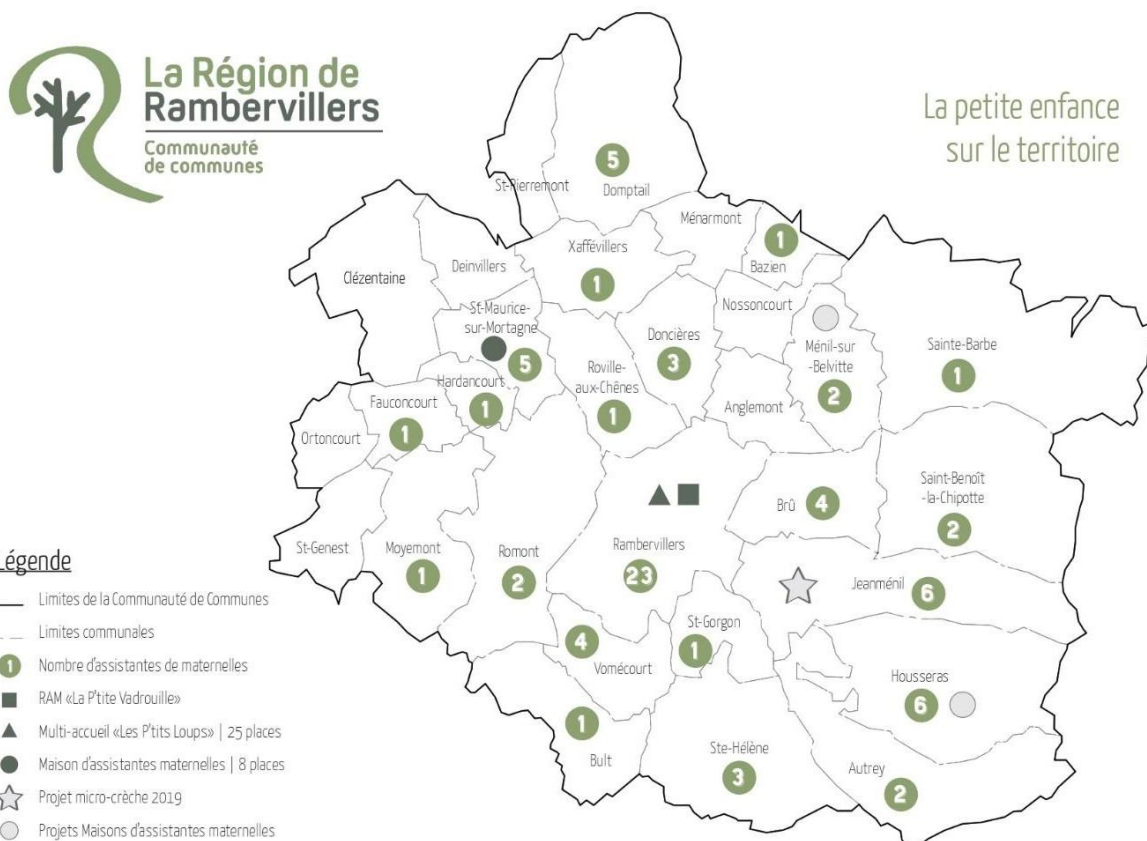 La Région de
Rambervillers
Communauté
de communes
La petite enfance
sur le territoire
St-Pierremont
5
Domptail
Ménarmont
1
Bazien
Xaffévillers
1
Clézentaine
Deinvillers
St-Maurice-
sur-Mortagne
5
Nossoncourt
Doncières
3
Ménil-sur
-Belvitte
2
Sainte-Barbe
1
Roville-
aux-Chênes
1
Hardancourt
1
Fauconcourt
1
Anglemont
Ortoncourt
Saint-Benoît
-la-Chipotte
2
Brû
4
St-Genest
Moyemont
1
Romont
2
Rambervillers
23
Jeanménil
6
St-Gorgon
1
4
Vomécourt
Housseras
6
1
Bult
Ste-Hélène
3
Autrey
2
Légende
Limites de la Communauté de Communes
Limites communales
1 Nombre d'assistantes de maternelles
RAM «La P'tite Vadrouille»
Multi-accueil «Les P'tits Loups» | 25 places
Maison d'assistantes maternelles | 8 places
Projet micro-crèche 2019
Projets Maisons d'assistantes maternelles